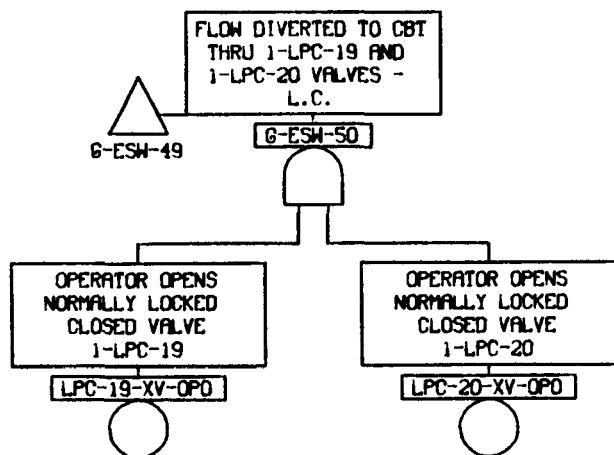 FLOW DIVERTED TO CBT
THRU 1-LPC-19 AND
1-LPC-20 VALVES -
L.C.
G-ESW-49
G-ESW-50
OPERATOR OPENS
NORMALLY LOCKED
CLOSED VALVE
1-LPC-19
LPC-19-XV-OPO
OPERATOR OPENS
NORMALLY LOCKED
CLOSED VALVE
1-LPC-20
LPC-20-XV-OPO